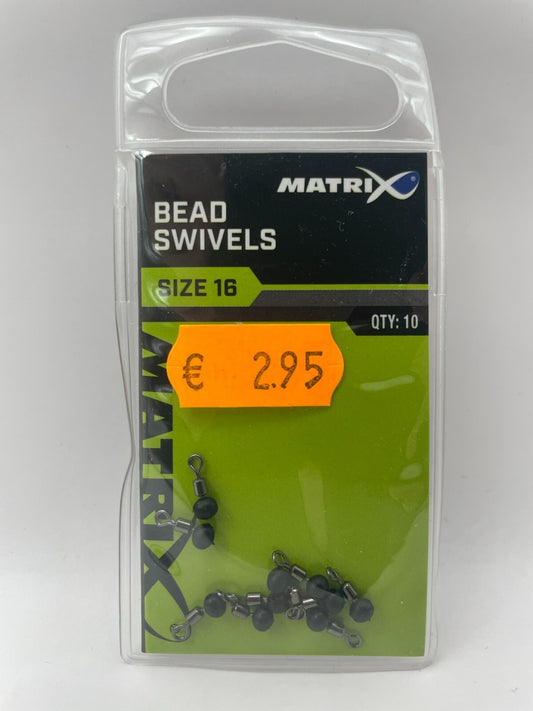 MATRIX
BEAD
SWIVELS
SIZE 16
QTY: 10
€ 2.95
MATRIX